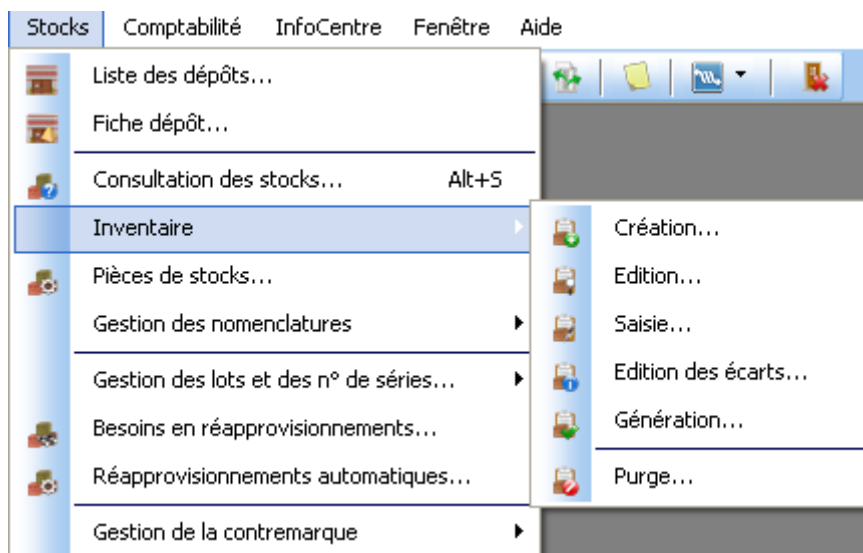 Stocks Comptabilité InfoCentre Fenêtre Aide
Liste des dépôts...
Fiche dépôt...
Consultation des stocks... Alt+S
Inventaire
Création...
Pièces de stocks...
Edition...
Gestion des nomenclatures
Saisie...
Gestion des lots et des n° de séries...
Edition des écarts...
Besoins en réapprovisionnements...
Génération...
Réapprovisionnements automatiques...
Purge...
Gestion de la contremarque